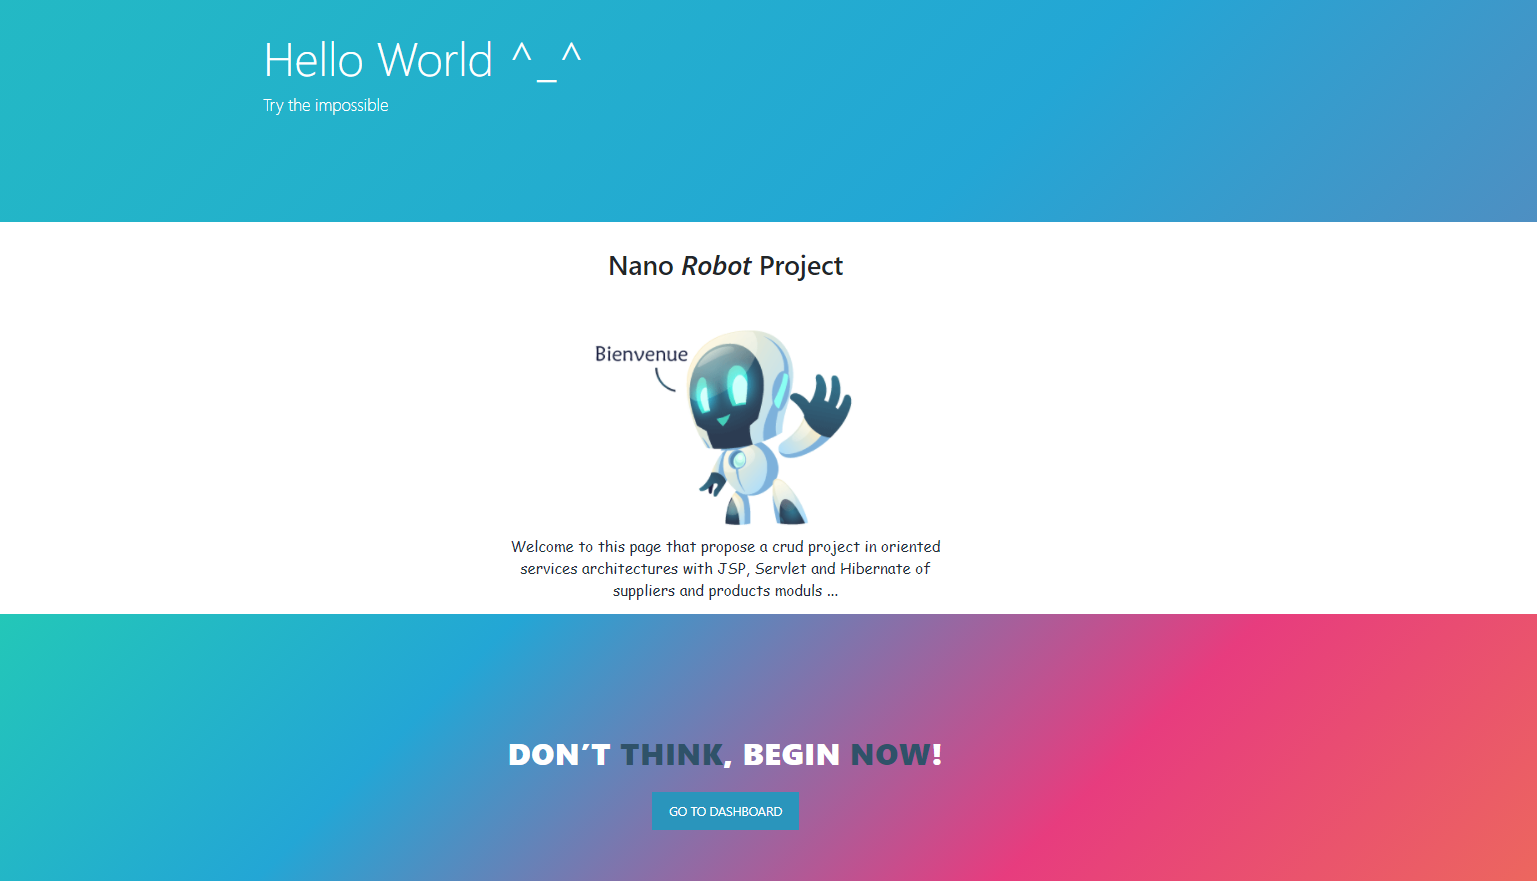 Hello World ^_^
Try the impossible
Nano Robot Project
Bienvenue
Welcome to this page that propose a crud project in oriented
services architectures with JSP, Servlet and Hibernate of
suppliers and products moduls ...
DON’T THINK, BEGIN NOW!
GO TO DASHBOARD